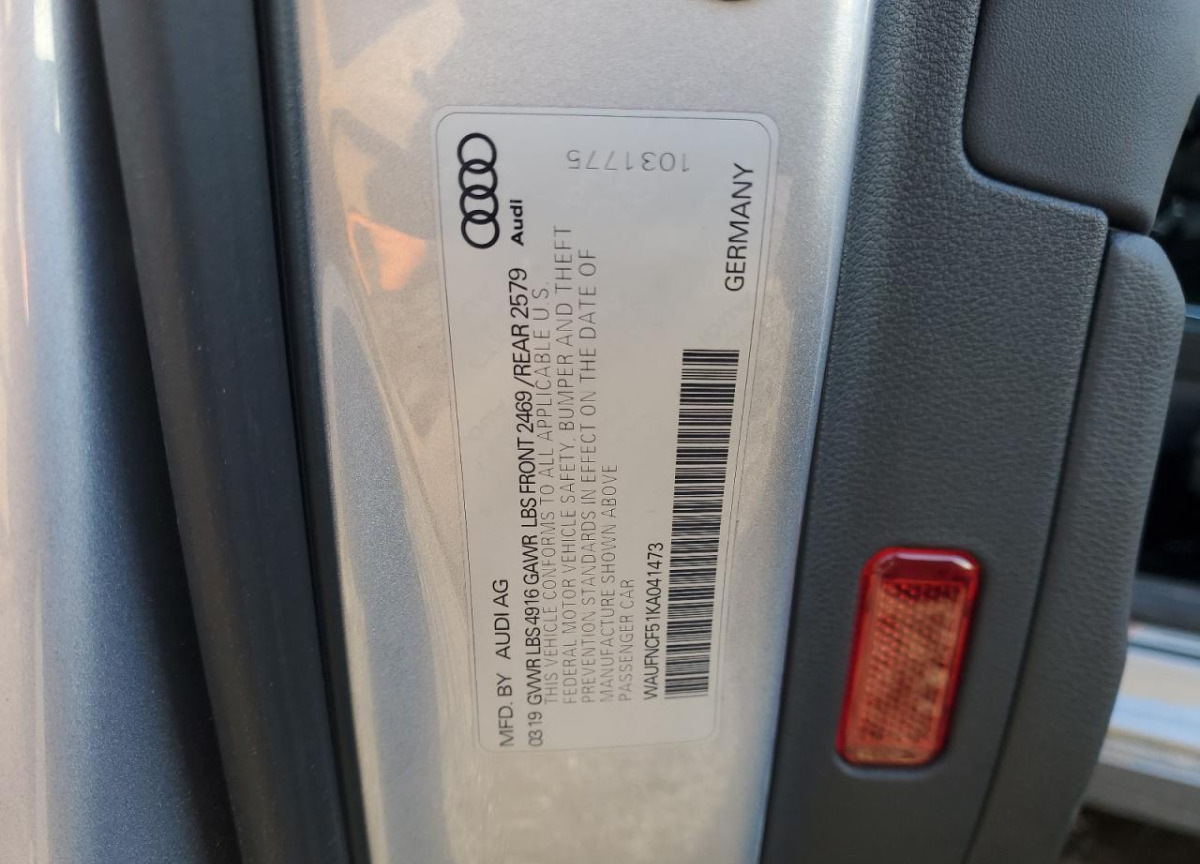 Audi
MFD. BY AUDI AG
03 19 GVWR LBS 4916 GAWR LBS FRONT 2469 / REAR 2579
THIS VEHICLE CONFORMS TO ALL APPLICABLE U.S.
FEDERAL MOTOR VEHICLE SAFETY, BUMPER AND THEFT
PREVENTION STANDARDS IN EFFECT ON THE DATE OF
MANUFACTURE SHOWN ABOVE
PASSENGER CAR
1031775
WAUFNCF51KA041473
GERMANY